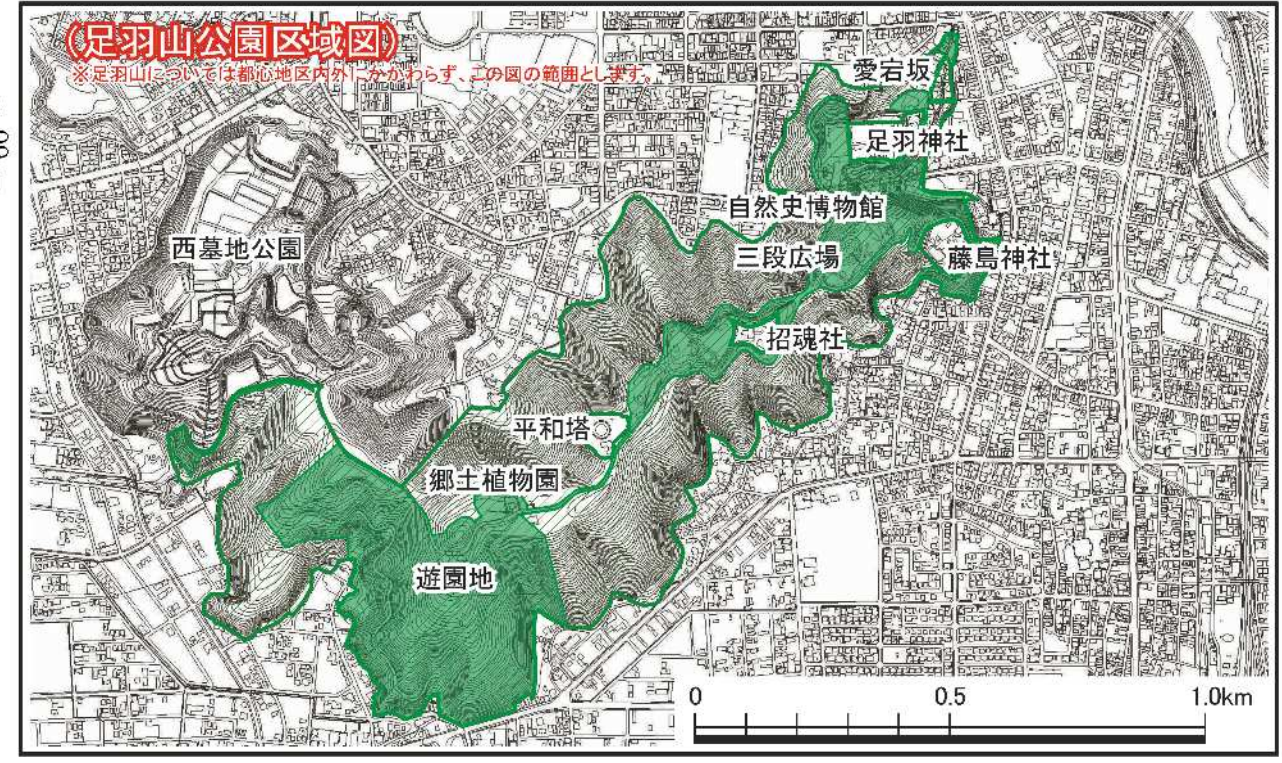 (足羽山公園区域図)
※足羽山については都心地区内外にかかわらず、この図の範囲とします。
愛宕坂
足羽神社
自然史博物館
西墓地公園
三段広場
藤島神社
招魂社
平和塔
郷土植物園
遊園地
0 0.5 1.0km